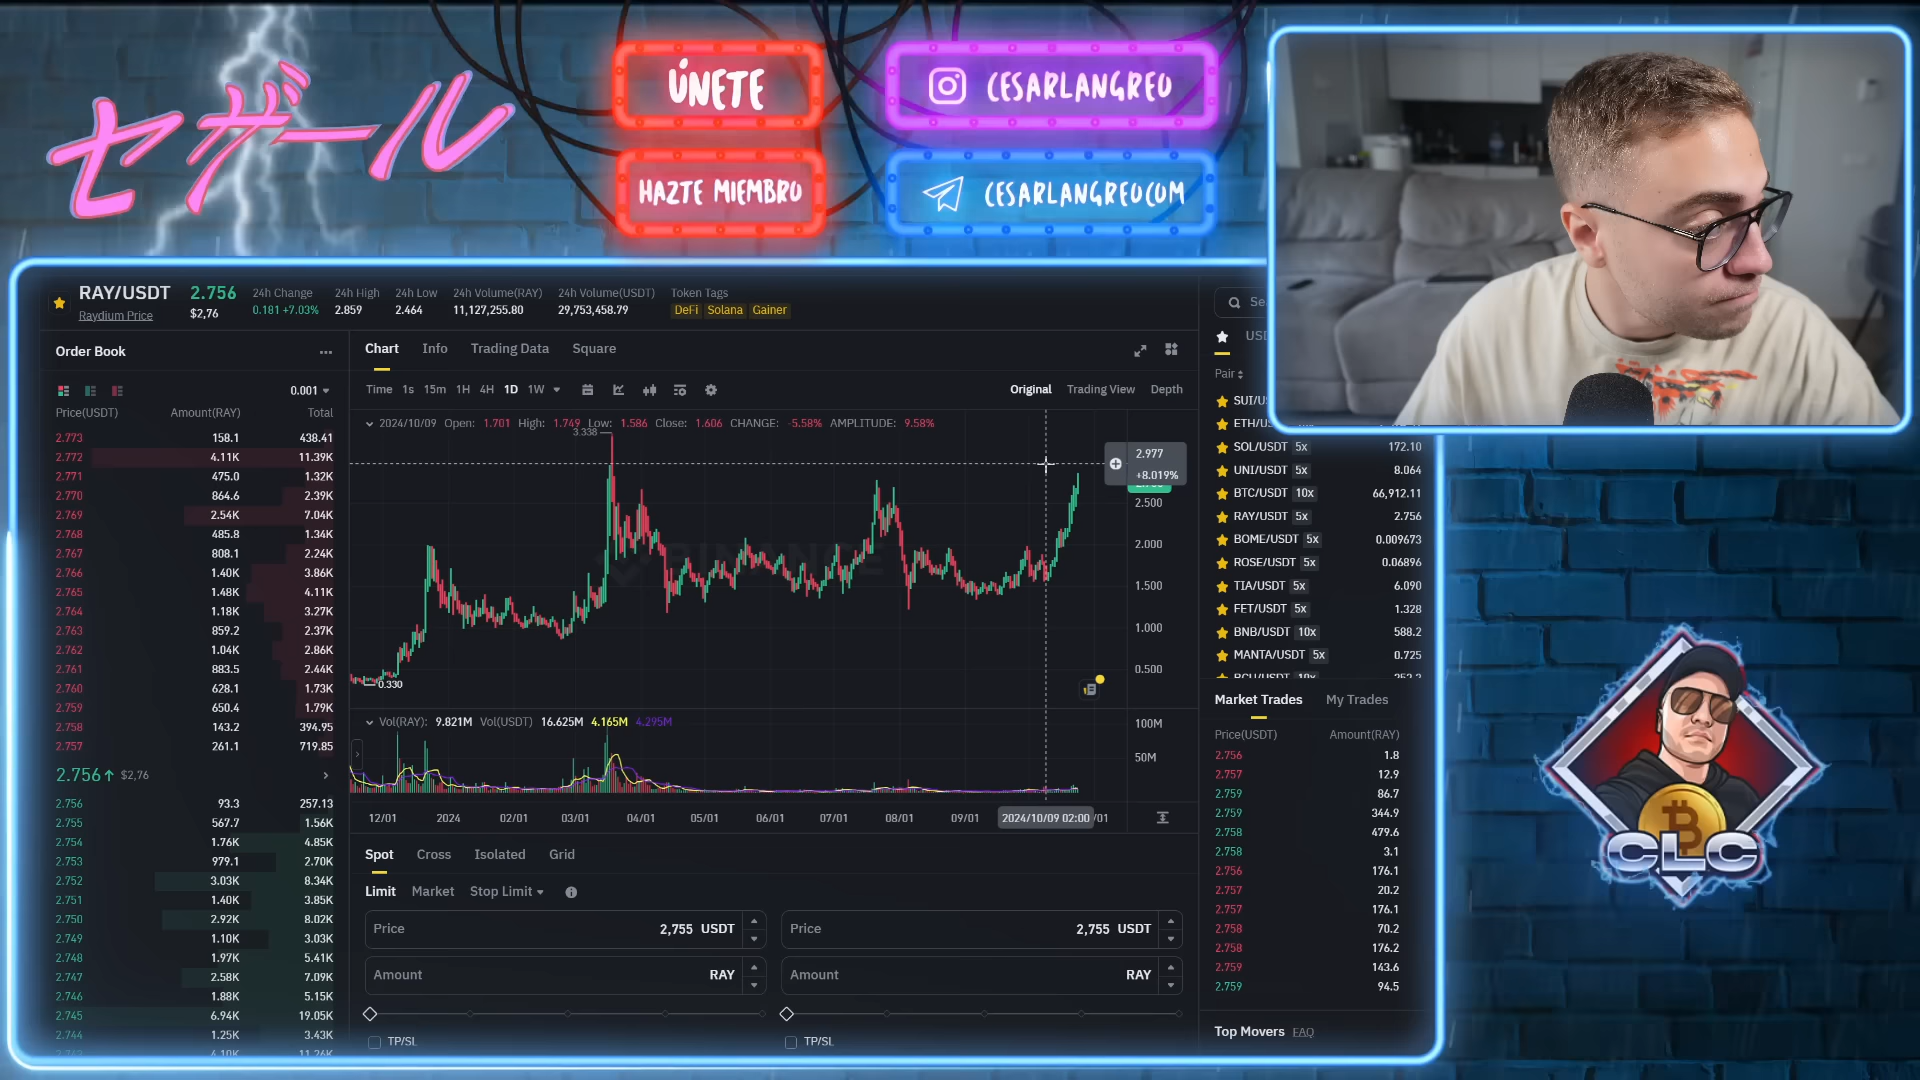 セザール
ÚNETE
HAZTE MIEMBRO
CESARLANGREO
CESARLANGREOCOM
RAY/USDT
Raydium Price
2.756
$2,76
24h Change
0.181 +7.03%
24h High
2.859
24h Low
2.464
24h Volume(RAY)
11,127,255.80
24h Volume(USDT)
29,753,458.79
Token Tags
DeFi Solana Gainer
Order Book
0.001
Price(USDT) Amount(RAY) Total
2.773 158.1 438.41
2.772 4.11K 11.39K
2.771 475.0 1.32K
2.770 864.6 2.39K
2.769 2.54K 7.04K
2.768 485.8 1.34K
2.767 808.1 2.24K
2.766 1.40K 3.86K
2.765 1.48K 4.11K
2.764 1.18K 3.27K
2.763 859.2 2.37K
2.762 1.04K 2.86K
2.761 883.5 2.44K
2.760 628.1 1.73K
2.759 650.4 1.79K
2.758 143.2 394.95
2.757 261.1 719.85
2.756↑ $2,76
2.756 93.3 257.13
2.755 567.7 1.56K
2.754 1.76K 4.85K
2.753 979.1 2.70K
2.752 3.03K 8.34K
2.751 1.40K 3.85K
2.750 2.92K 8.02K
2.749 1.10K 3.03K
2.748 1.97K 5.41K
2.747 2.58K 7.09K
2.746 1.88K 5.15K
2.745 6.94K 19.05K
2.744 1.25K 3.43K
Chart Info Trading Data Square
Time 1s 15m 1H 4H 1D 1W
Original Trading View Depth
2024/10/09 Open: 1.701 High: 1.749 Low: 1.586 Close: 1.606 CHANGE: -5.58% AMPLITUDE: 9.58%
3.338
2.977
+8.019%
2.500
2.000
BINANCE
1.500
1.000
0.500
0.330
Vol(RAY): 9.821M Vol(USDT) 16.625M 4.165M 4.295M
100M
50M
12/01 2024 02/01 03/01 04/01 05/01 06/01 07/01 08/01 09/01 2024/10/09 02:00 /01
Spot Cross Isolated Grid
Limit Market Stop Limit
Price 2,755 USDT
Price 2,755 USDT
Amount RAY
Amount RAY
TP/SL
TP/SL
Se
USD
Pair
SUI/U
ETH/U
SOL/USDT 5x 172.10
UNI/USDT 5x 8.064
BTC/USDT 10x 66,912.11
RAY/USDT 5x 2.756
BOME/USDT 5x 0.009673
ROSE/USDT 5x 0.06896
TIA/USDT 5x 6.090
FET/USDT 5x 1.328
BNB/USDT 10x 588.2
MANTA/USDT 5x 0.725
Market Trades My Trades
Price(USDT) Amount(RAY)
2.756 1.8
2.757 12.9
2.759 86.7
2.759 344.9
2.758 479.6
2.758 3.1
2.756 176.1
2.757 20.2
2.757 176.1
2.758 70.2
2.758 176.2
2.759 143.6
2.759 94.5
Top Movers FAQ
CLC